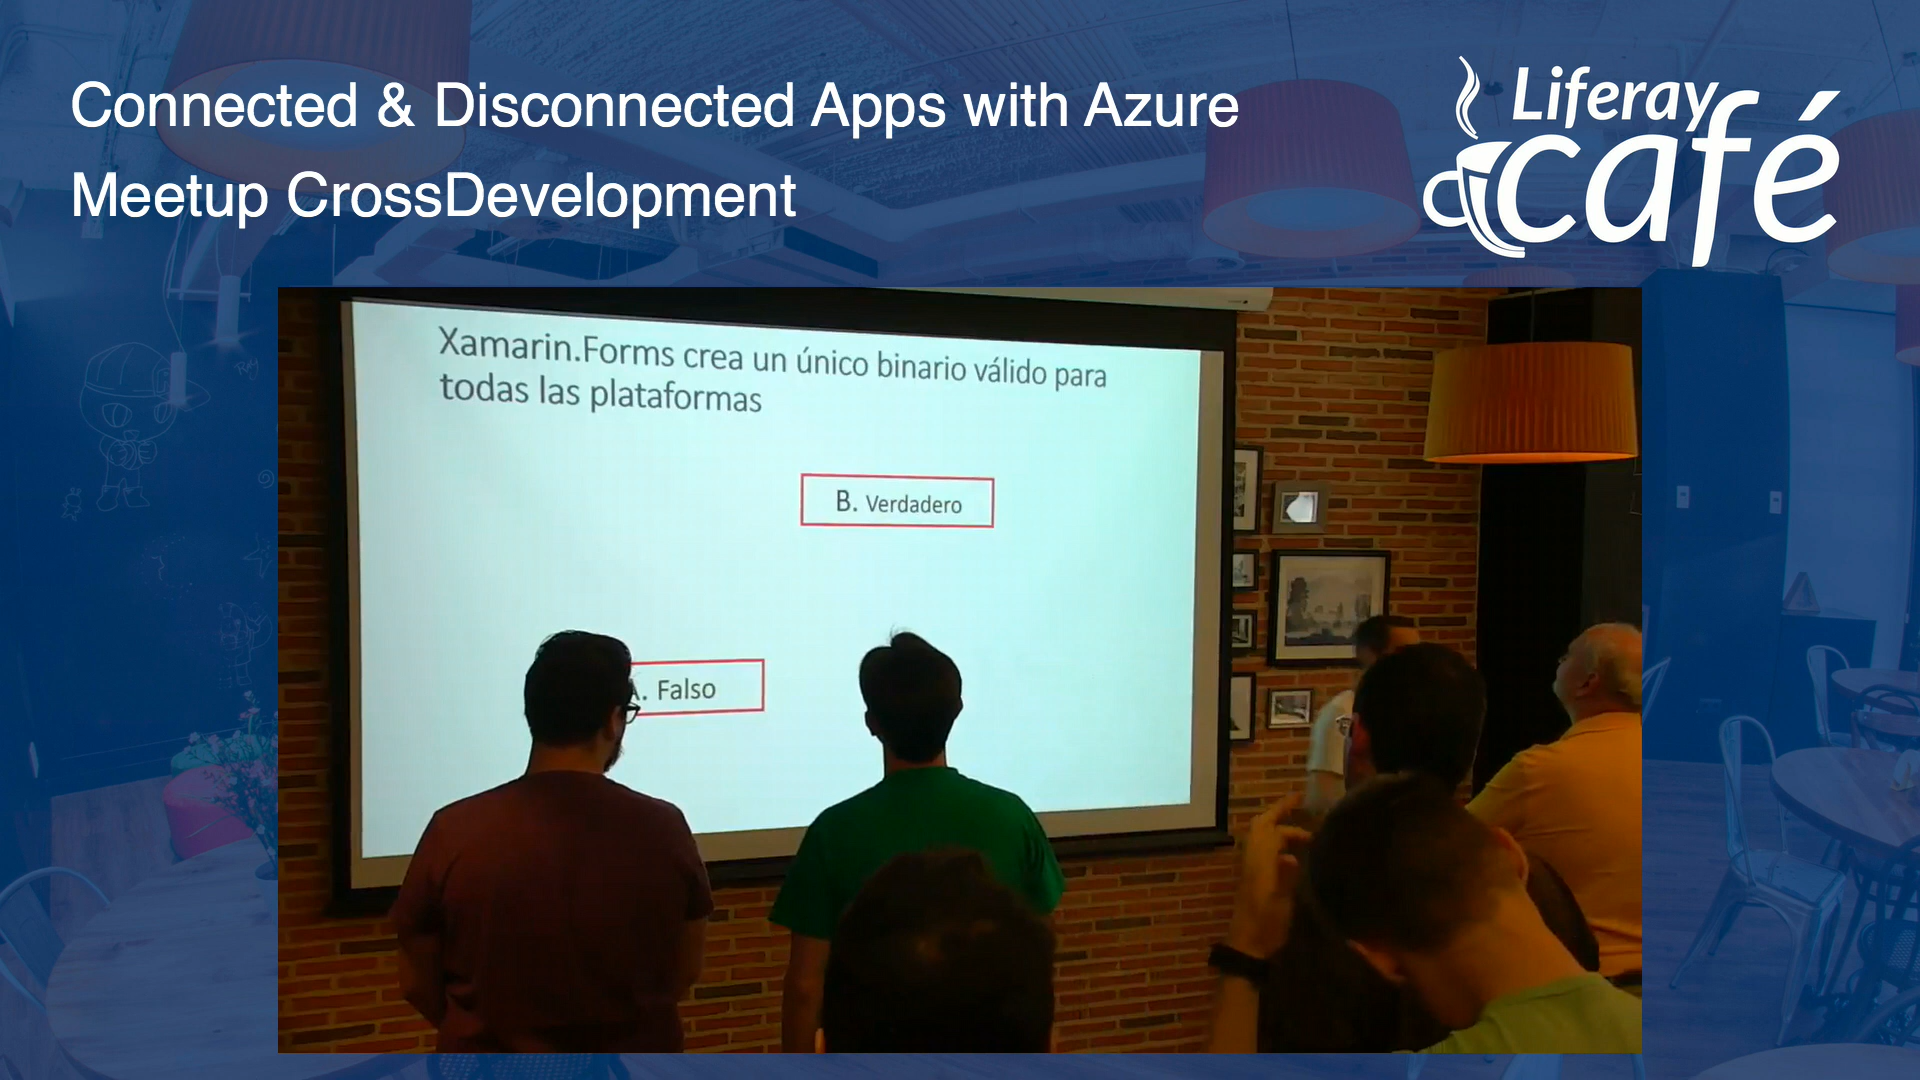 Connected & Disconnected Apps with Azure
Meetup CrossDevelopment
Liferay
café
Xamarin.Forms crea un único binario válido para
todas las plataformas
B. Verdadero
A. Falso